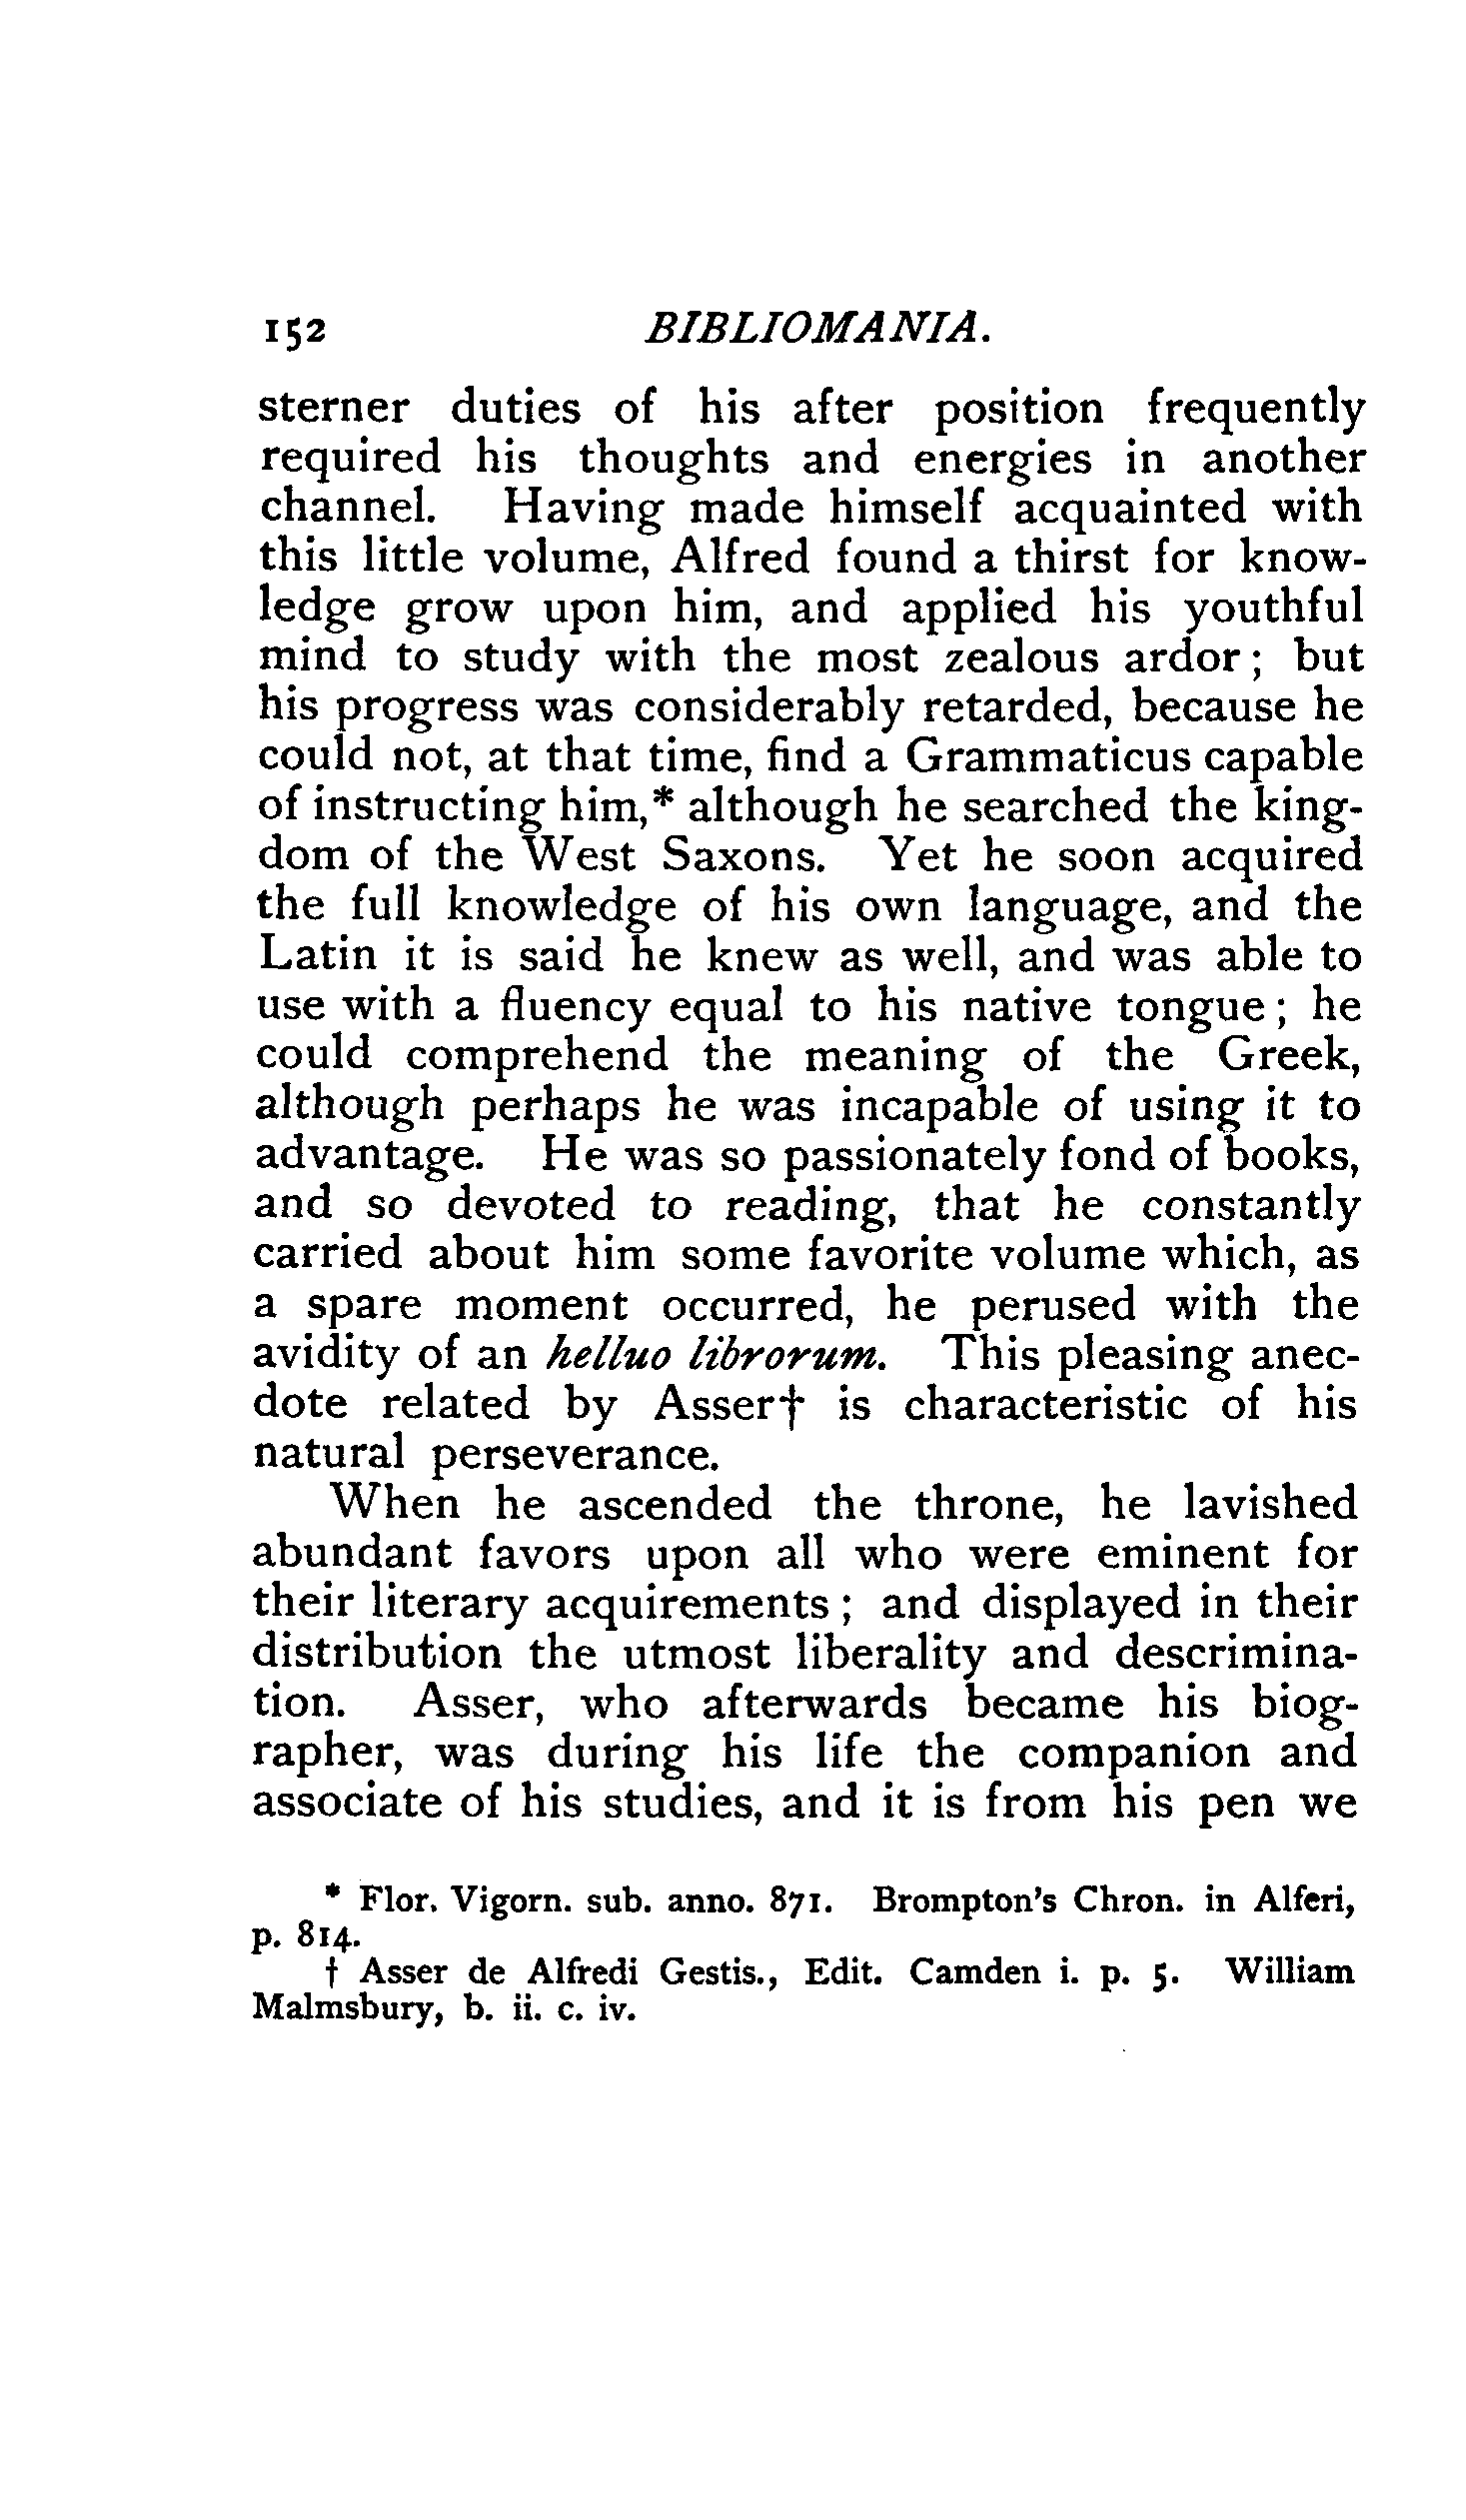 152 BIBLIOMANIA.
sterner duties of his after position frequently
required his thoughts and energies in another
channel. Having made himself acquainted with
this little volume, Alfred found a thirst for know-
ledge grow upon him, and applied his youthful
mind to study with the most zealous ardor; but
his progress was considerably retarded, because he
could not, at that time, find a Grammaticus capable
of instructing him,* although he searched the king-
dom of the West Saxons. Yet he soon acquired
the full knowledge of his own language, and the
Latin it is said he knew as well, and was able to
use with a fluency equal to his native tongue; he
could comprehend the meaning of the Greek,
although perhaps he was incapable of using it to
advantage. He was so passionately fond of books,
and so devoted to reading, that he constantly
carried about him some favorite volume which, as
a spare moment occurred, he perused with the
avidity of an helluo librorum. This pleasing anec-
dote related by Asser† is characteristic of his
natural perseverance.
When he ascended the throne, he lavished
abundant favors upon all who were eminent for
their literary acquirements; and displayed in their
distribution the utmost liberality and descrimina-
tion. Asser, who afterwards became his biog-
rapher, was during his life the companion and
associate of his studies, and it is from his pen we
* Flor. Vigorn. sub. anno. 871. Brompton's Chron. in Alferi,
p. 814.
† Asser de Alfredi Gestis., Edit. Camden i. p. 5. William
Malmsbury, b. ii. c. iv.